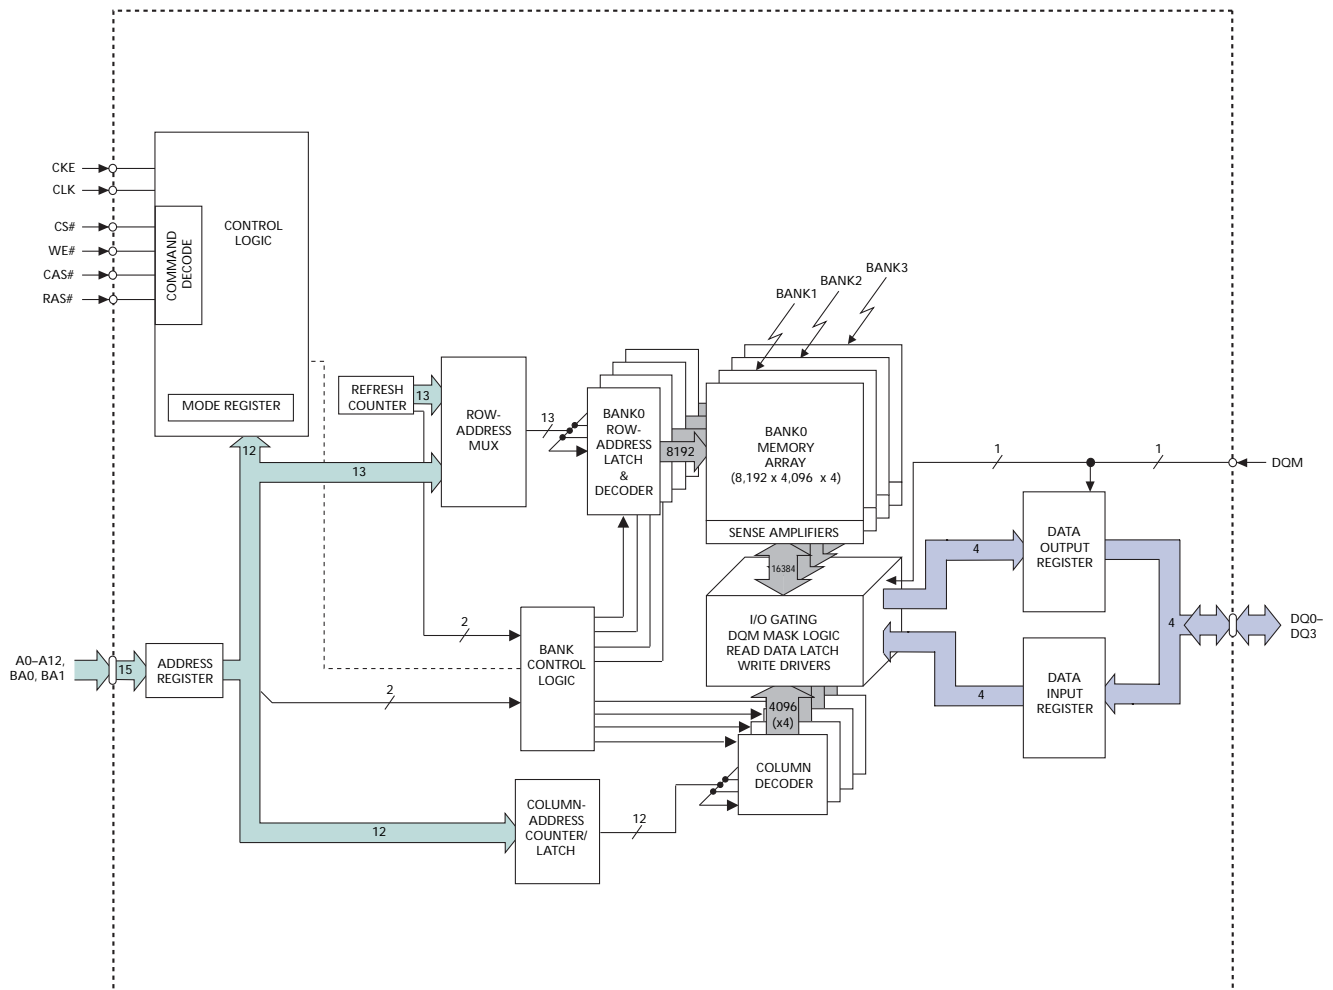 CKE
CLK
CS#
WE#
CAS#
RAS#
COMMAND
DECODE
CONTROL
LOGIC
MODE REGISTER
12
BANK3
BANK2
BANK1
REFRESH
COUNTER
13
13
ROW-
ADDRESS
MUX
13
BANK0
ROW-
ADDRESS
LATCH
&
DECODER
8192
BANK0
MEMORY
ARRAY
(8,192 x 4,096 x 4)
SENSE AMPLIFIERS
16384
1
1
DQM
DATA
OUTPUT
REGISTER
4
I/O GATING
DQM MASK LOGIC
READ DATA LATCH
WRITE DRIVERS
4
DQ0–
DQ3
DATA
INPUT
REGISTER
4
A0–A12,
BA0, BA1
15
ADDRESS
REGISTER
2
2
BANK
CONTROL
LOGIC
4096
(x4)
COLUMN
DECODER
12
COLUMN-
ADDRESS
COUNTER/
LATCH
12